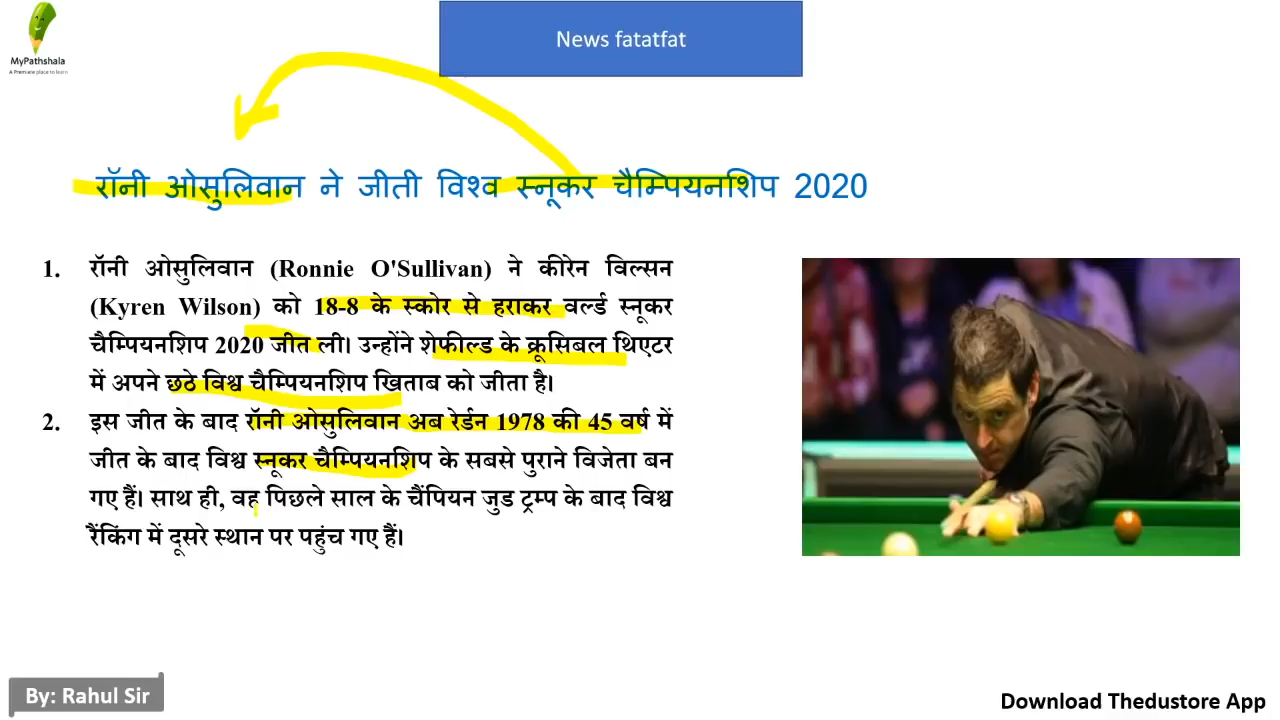 MyPathshala
A Premiere place to learn
News fatatfat
रॉनी ओसुलिवान ने जीती विश्व स्नूकर चैम्पियनशिप 2020
1. रॉनी ओसुलिवान (Ronnie O'Sullivan) ने कीरेन विल्सन
(Kyren Wilson) को 18-8 के स्कोर से हराकर वर्ल्ड स्नूकर
चैम्पियनशिप 2020 जीत ली। उन्होंने शेफील्ड के क्रूसिबल थिएटर
में अपने छठे विश्व चैम्पियनशिप खिताब को जीता है।
2. इस जीत के बाद रॉनी ओसुलिवान अब रेर्डन 1978 की 45 वर्ष में
जीत के बाद विश्व स्नूकर चैम्पियनशिप के सबसे पुराने विजेता बन
गए हैं। साथ ही, वह पिछले साल के चैंपियन जुड ट्रम्प के बाद विश्व
रैंकिंग में दूसरे स्थान पर पहुंच गए हैं।
By: Rahul Sir
Download Thedustore App